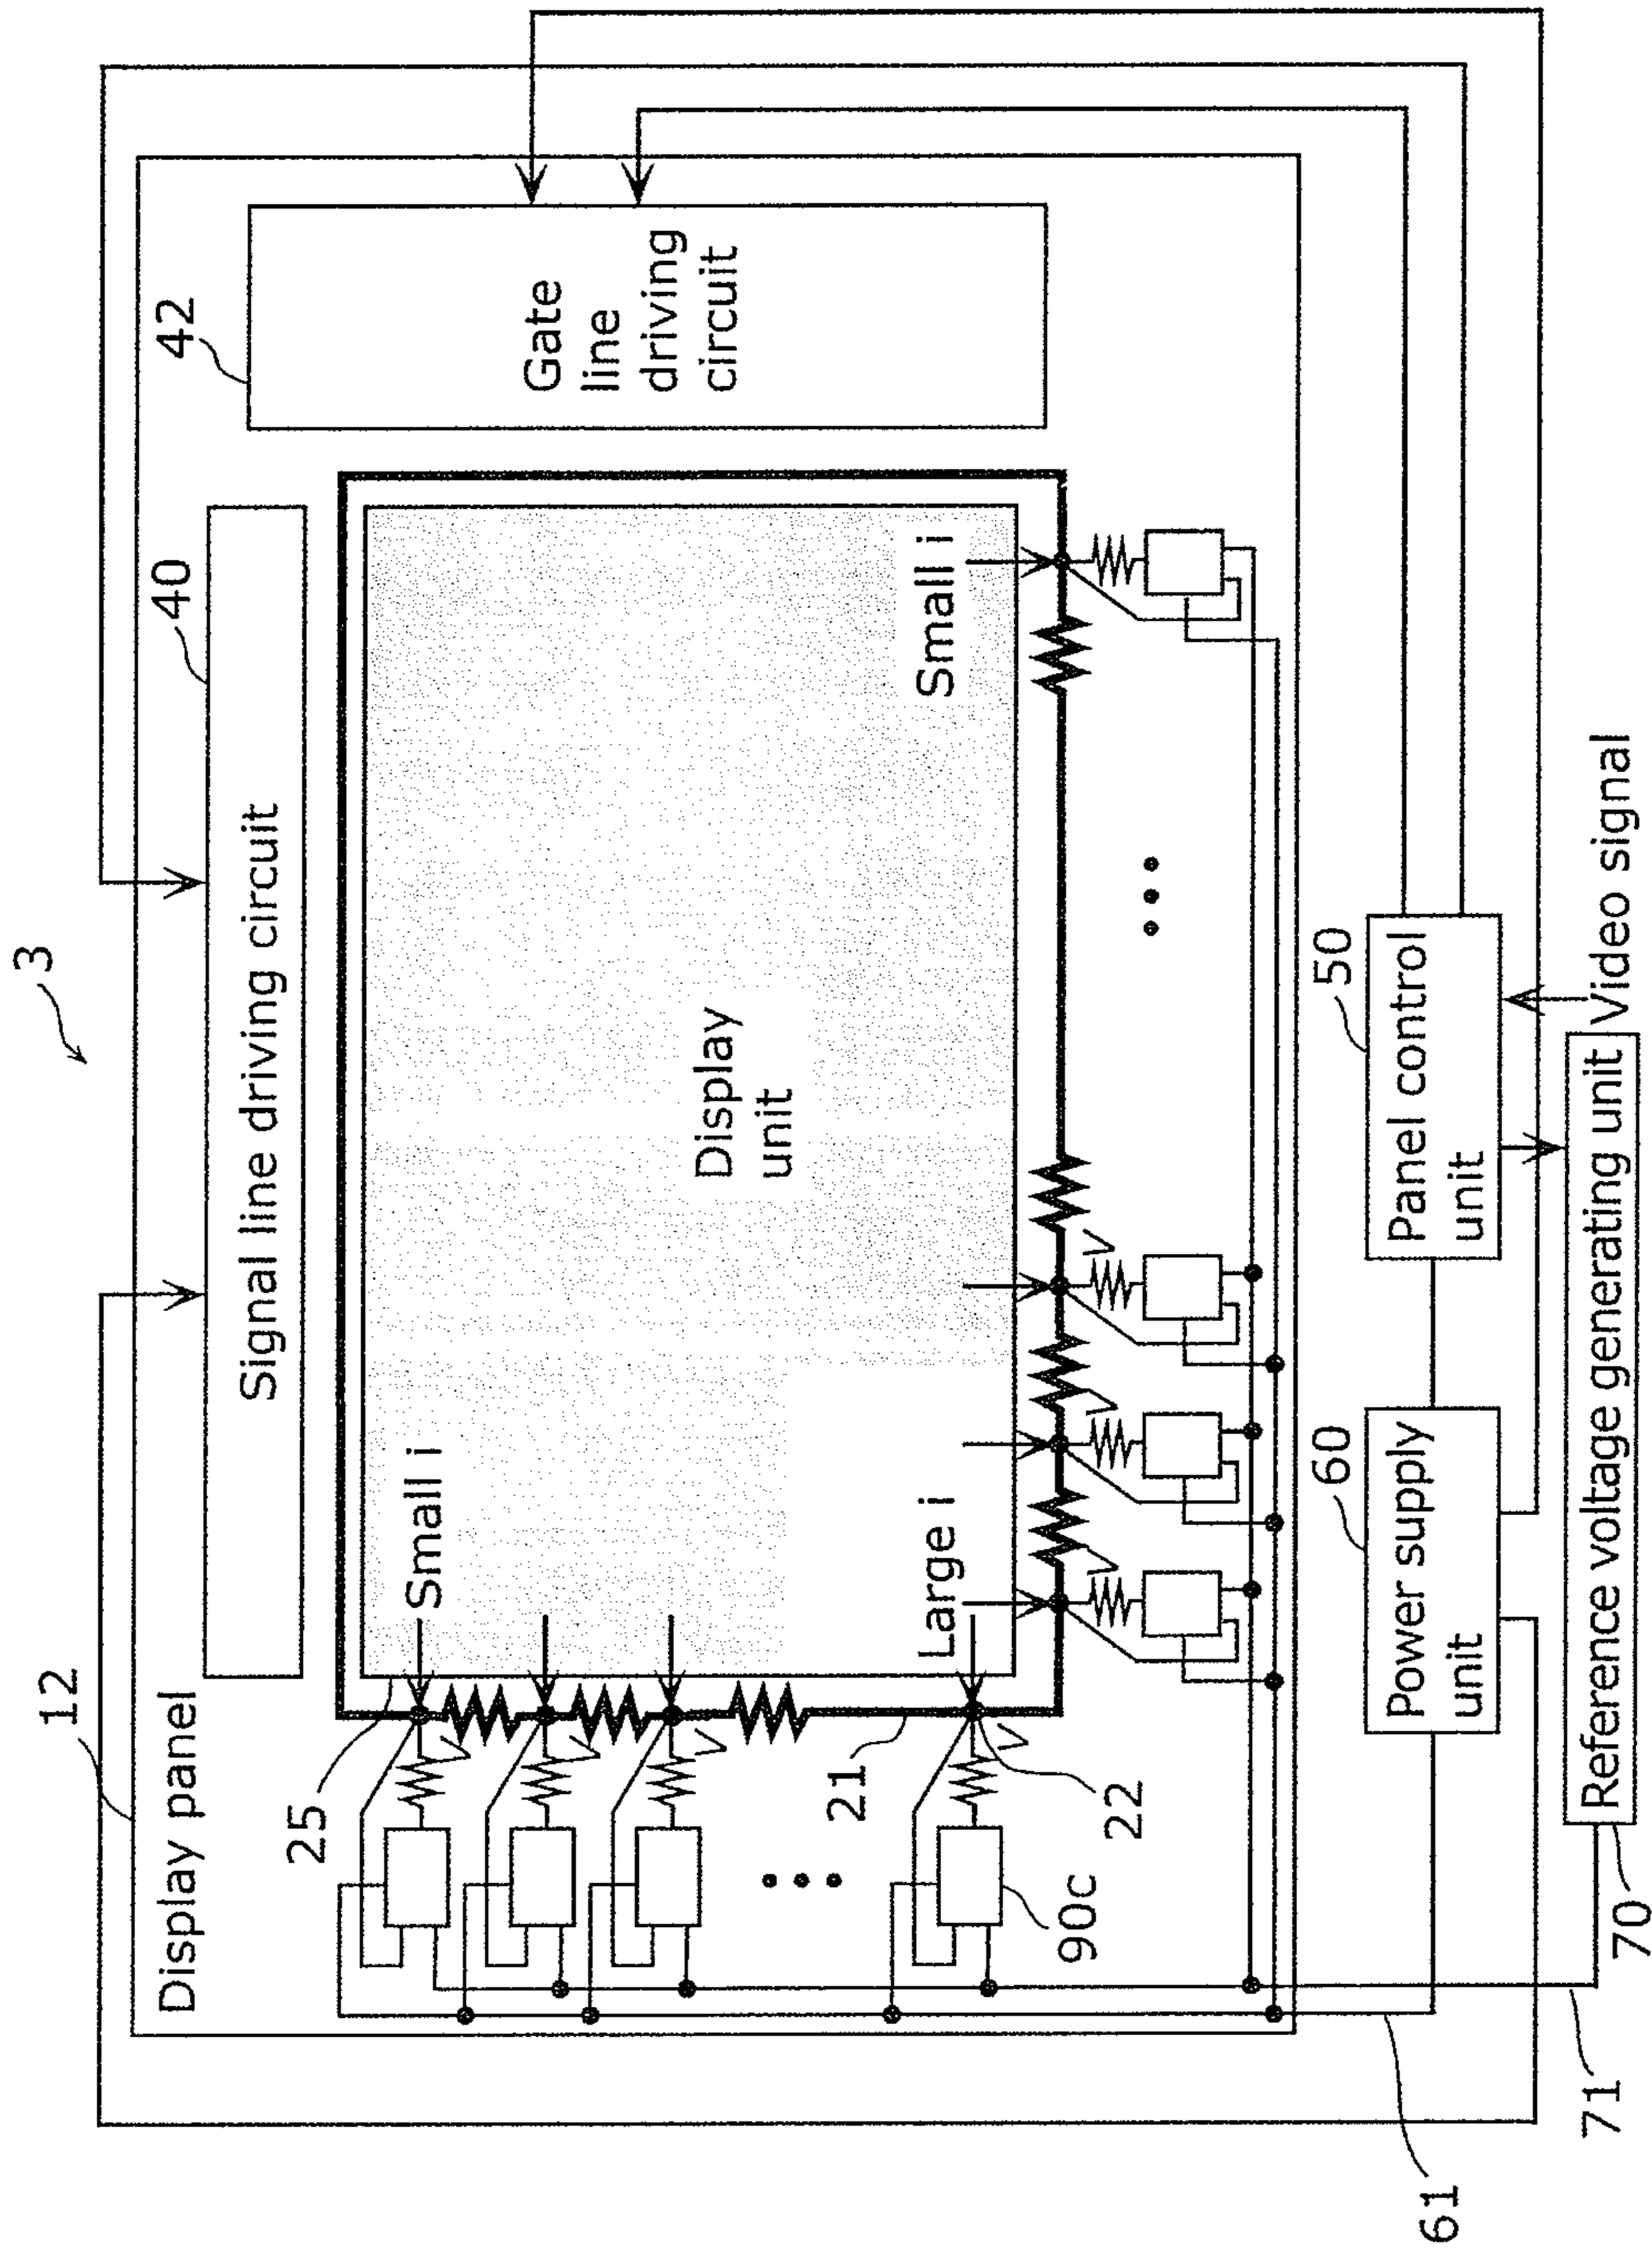 3
12
40
42
Display panel
Signal line driving circuit
25
Small i
V
V
V
Gate
line
driving
circuit
Display
unit
21
Large i
Small i
V
90c
22
V
V
V
60
50
Power supply
unit
Panel control
unit
61
71
70
Reference voltage generating unit
Video signal